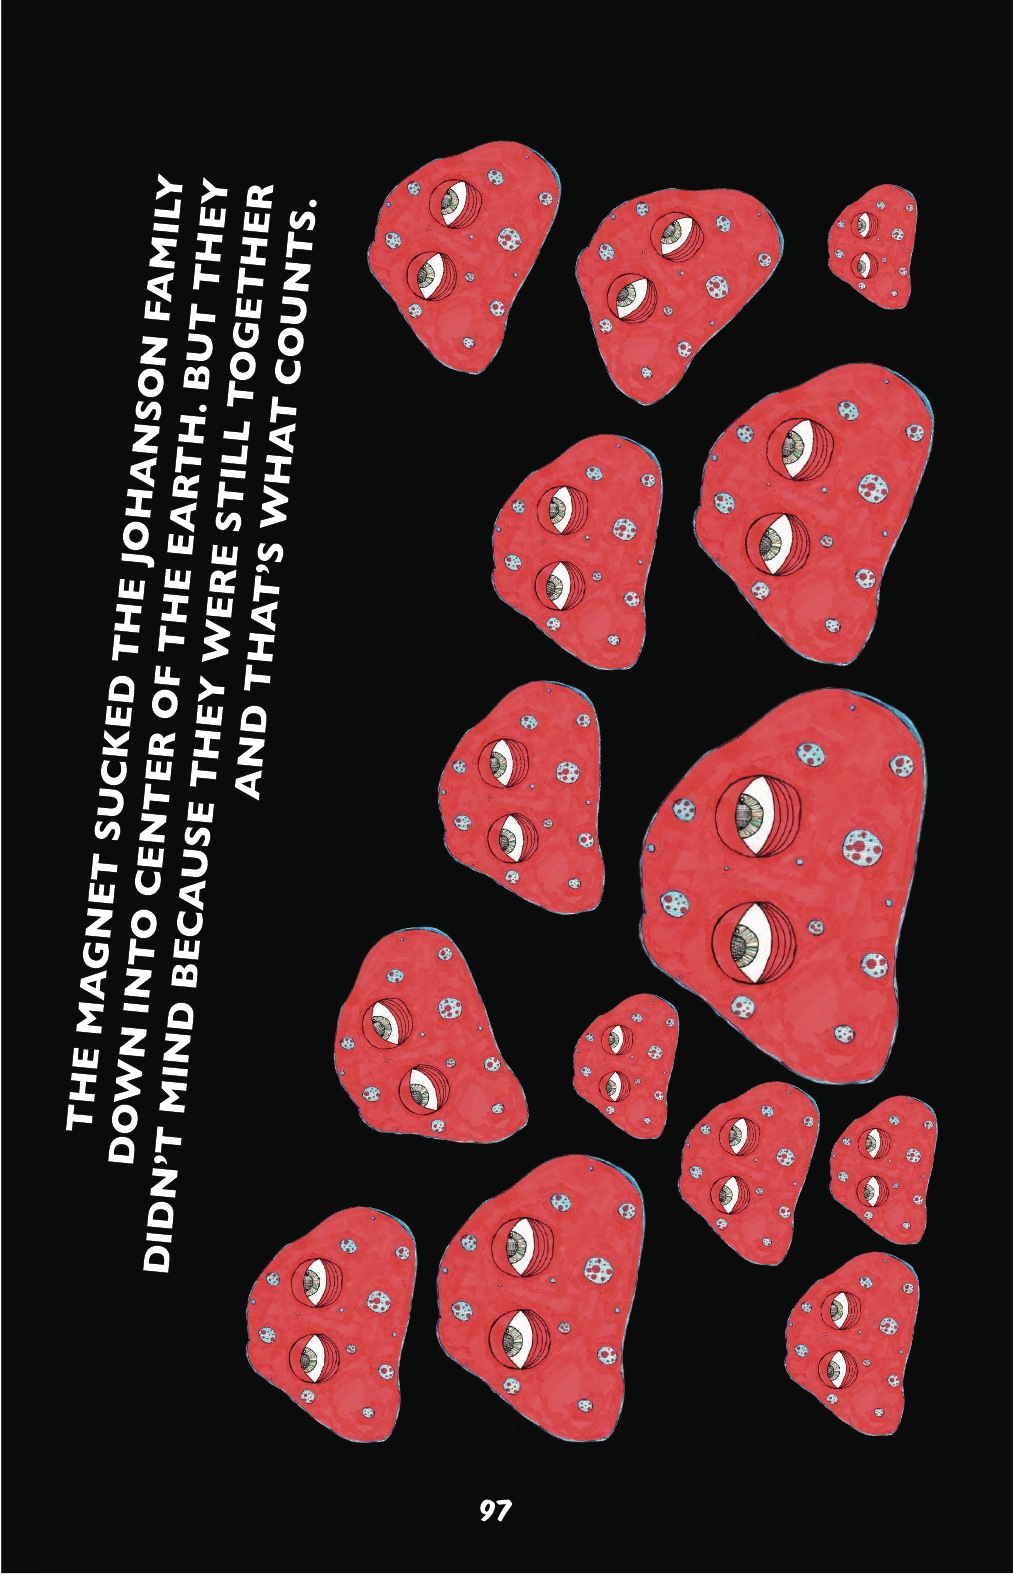 THE MAGNET SUCKED THE JOHANSON FAMILY
DOWN INTO CENTER OF THE EARTH. BUT THEY
DIDN'T MIND BECAUSE THEY WERE STILL TOGETHER
AND THAT'S WHAT COUNTS.
97